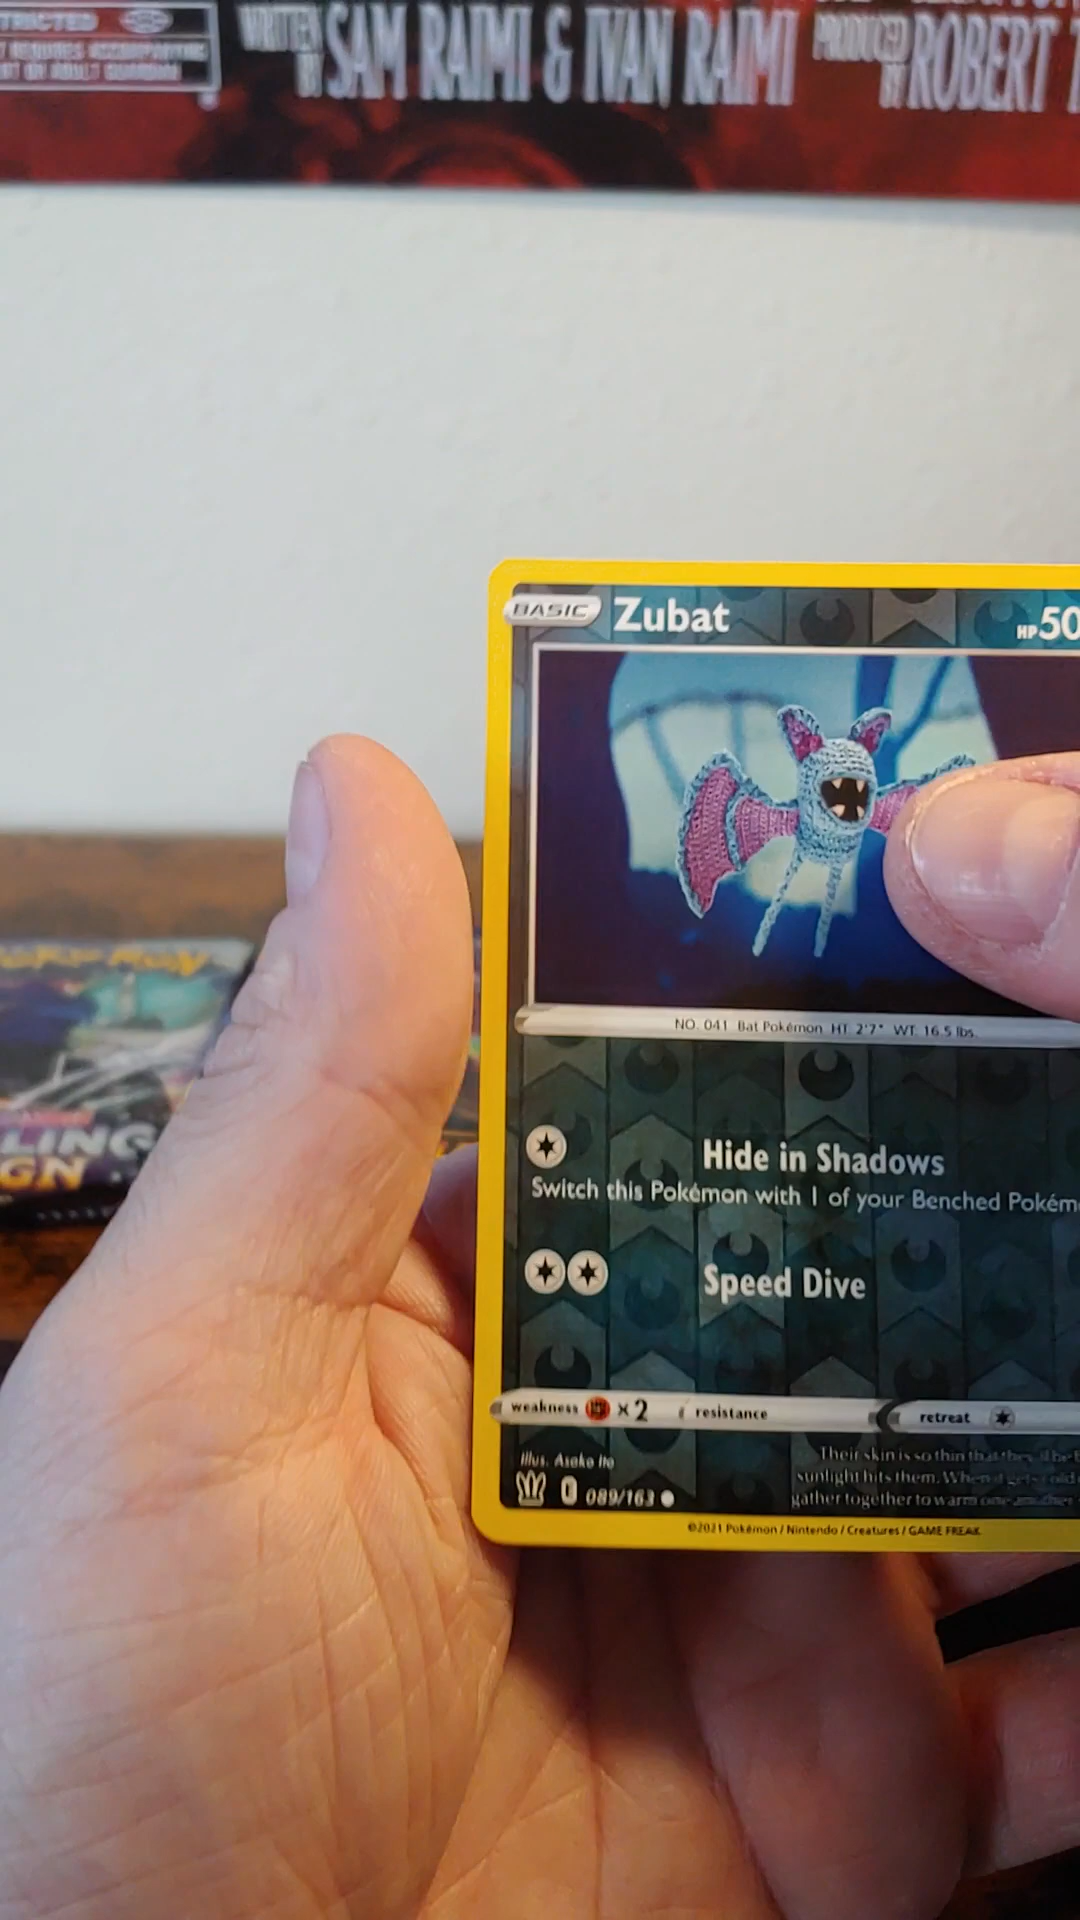 WRITTEN BY SAM RAIMI & IVAN RAIMI PRODUCED BY ROBERT
BASIC Zubat HP 50
NO. 041 Bat Pokémon HT 2'7" WT. 16.5 lbs.
Hide in Shadows
Switch this Pokémon with 1 of your Benched
Speed Dive
weakness ×2 resistance retreat
Illus. Asako Ito
Their skin is so thin that
sunlight hits them. When it gets cold
089/163
gather together to warm one another
©2021 Pokémon / Nintendo / Creatures / GAME FREAK